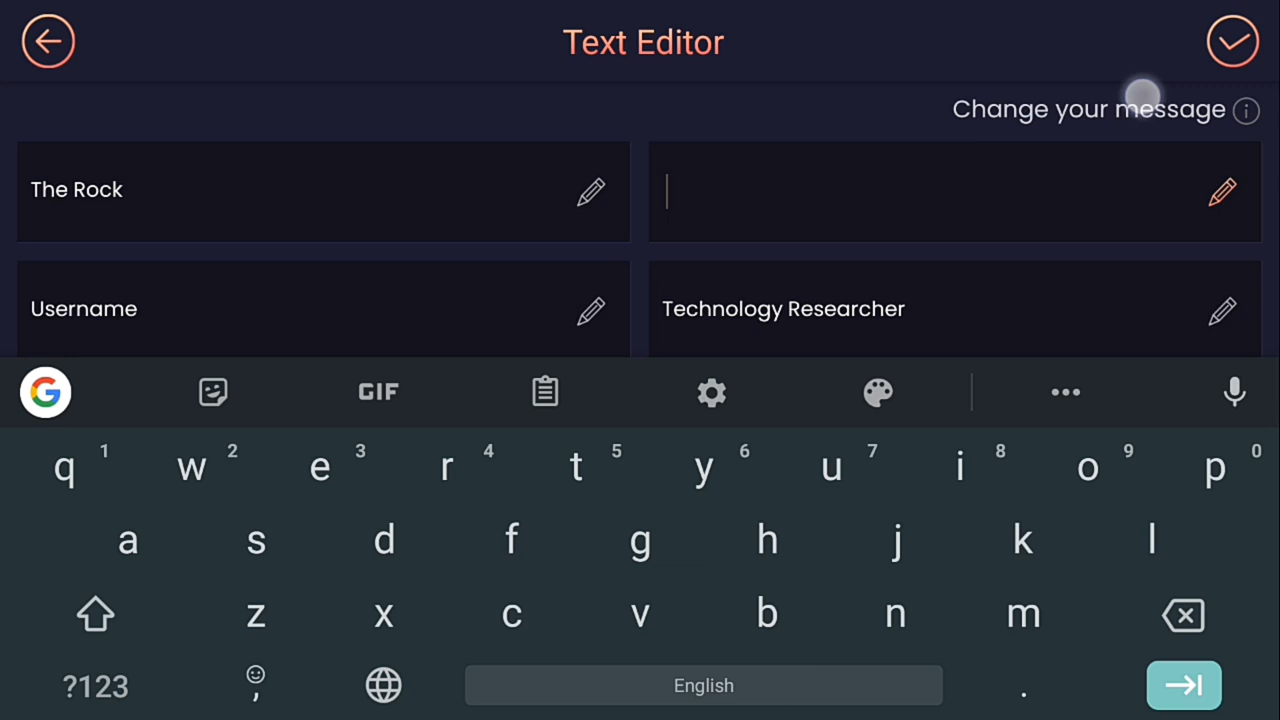 Text Editor
Change your message
The Rock
Username
Technology Researcher
GIF
q 1 w 2 e 3 r 4 t 5 y 6 u 7 i 8 o 9 p 0
a s d f g h j k l
z x c v b n m
?123 , English .